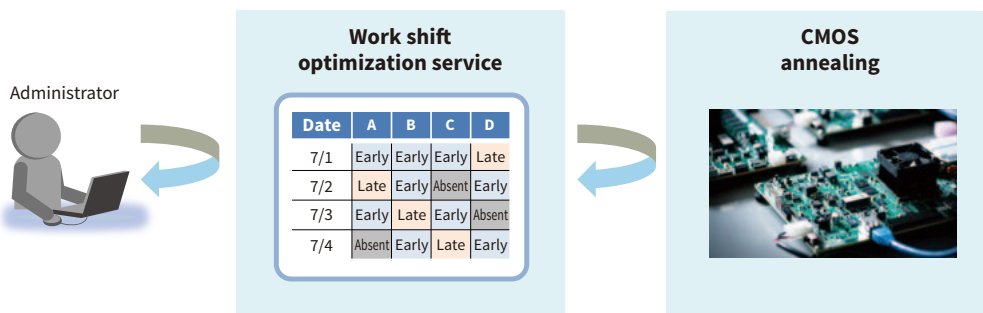 Administrator
Work shift
optimization service
Date A B C D
7/1 Early Early Early Late
7/2 Late Early Absent Early
7/3 Early Late Early Absent
7/4 Absent Early Late Early
CMOS
annealing